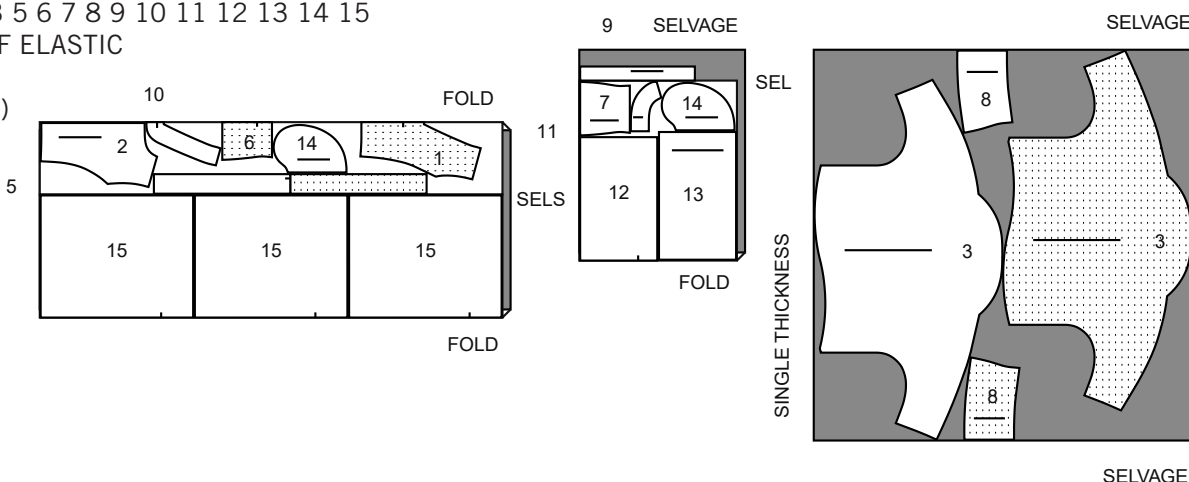 5 6 7 8 9 10 11 12 13 14 15
F ELASTIC
)
10
FOLD
2
6
14
1
5
15
15
15
SELS
FOLD
9
SELVAGE
SEL
11
7
14
12
13
FOLD
SELVAGE
SINGLE THICKNESS
8
3
3
8
SELVAGE